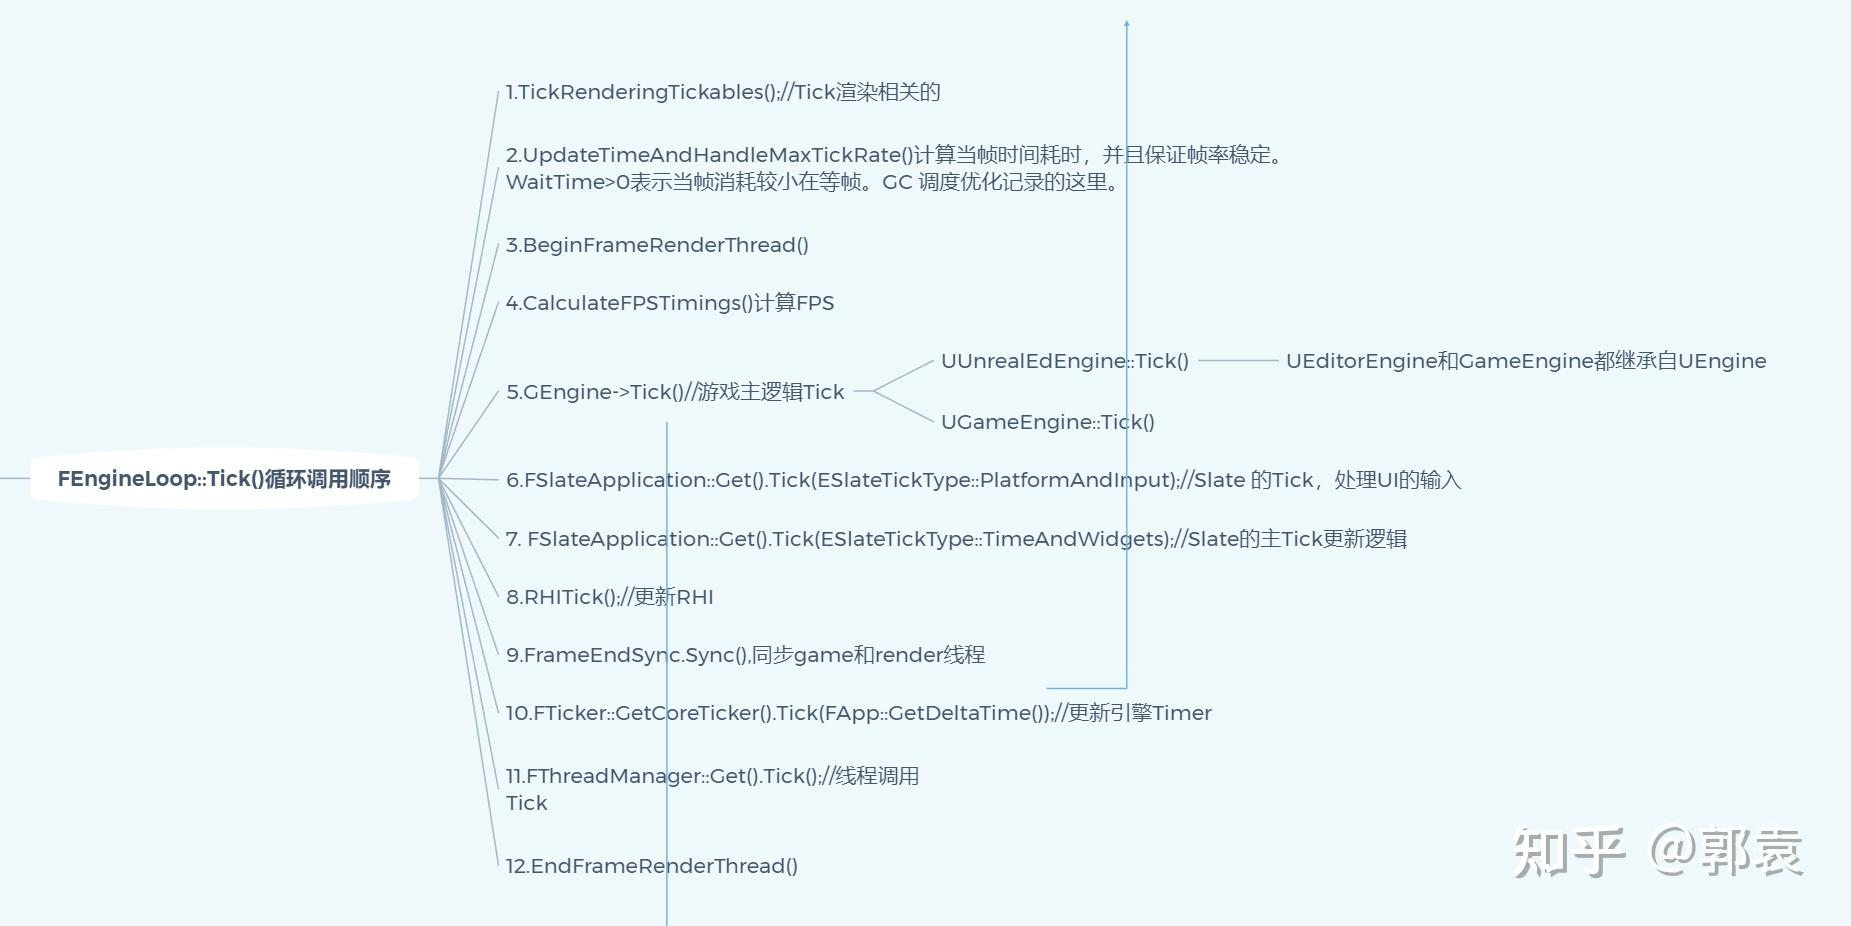 1.TickRenderingTickables();//Tick渲染相关的
2.UpdateTimeAndHandleMaxTickRate()计算当帧时间耗时，并且保证帧率稳定。
WaitTime>0表示当帧消耗较小在等帧。GC 调度优化记录的这里。
3.BeginFrameRenderThread()
4.CalculateFPSTimings()计算FPS
UUnrealEdEngine::Tick()
UEditorEngine和GameEngine都继承自UEngine
5.GEngine->Tick()//游戏主逻辑Tick
UGameEngine::Tick()
FEngineLoop::Tick()循环调用顺序
6.FSlateApplication::Get().Tick(ESlateTickType::PlatformAndInput);//Slate 的Tick，处理UI的输入
7. FSlateApplication::Get().Tick(ESlateTickType::TimeAndWidgets);//Slate的主Tick更新逻辑
8.RHITick();//更新RHI
9.FrameEndSync.Sync(),同步game和render线程
10.FTicker::GetCoreTicker().Tick(FApp::GetDeltaTime());//更新引擎Timer
11.FThreadManager::Get().Tick();//线程调用
Tick
12.EndFrameRenderThread()
知乎 @郭袁